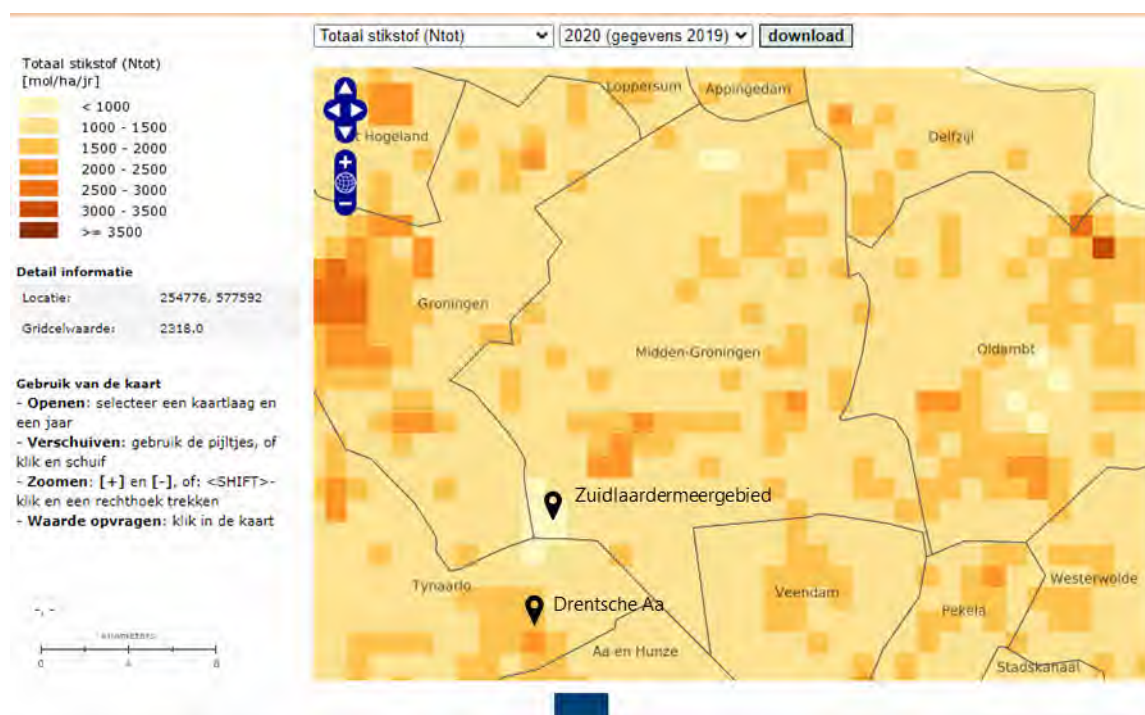 Totaal stikstof (Ntot)
2020 (gegevens 2019)
download
Totaal stikstof (Ntot)
[mol/ha/jr]
< 1000
1000 - 1500
1500 - 2000
2000 - 2500
2500 - 3000
3000 - 3500
>= 3500
Detail informatie
Locatie: 254776, 577592
Gridcelwaarde: 2318.0
Gebruik van de kaart
- Openen: selecteer een kaartlaag en
een jaar
- Verschuiven: gebruik de pijltjes, of
klik en schuif
- Zoomen: [+] en [-], of: <SHIFT>-
klik en een rechthoek trekken
- Waarde opvragen: klik in de kaart
-, -
kilometers
0 4 8
Loppersum
Appingedam
t Hogeland
Delfzijl
Groningen
Midden-Groningen
Oldambt
Zuidlaardermeergebied
Tynaarlo
Drentsche Aa
Aa en Hunze
Veendam
Pekela
Westerwolde
Stadskanaal